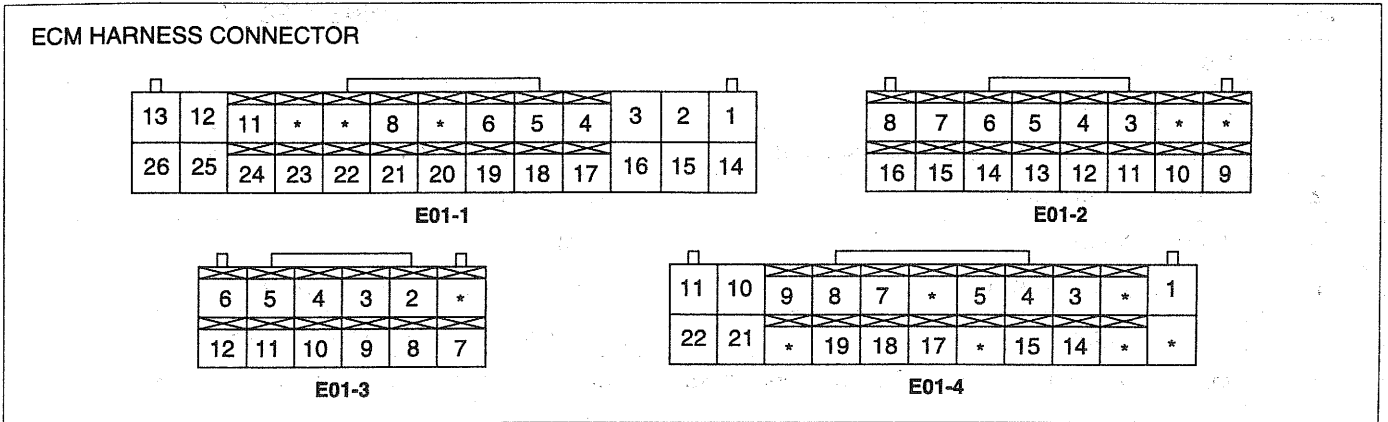 ECM HARNESS CONNECTOR
13 12 11 * * 8 * 6 5 4 3 2 1
26 25 24 23 22 21 20 19 18 17 16 15 14
E01-1
8 7 6 5 4 3 * *
16 15 14 13 12 11 10 9
E01-2
6 5 4 3 2 *
12 11 10 9 8 7
E01-3
11 10 9 8 7 * 5 4 3 * 1
22 21 * 19 18 17 * 15 14 * *
E01-4